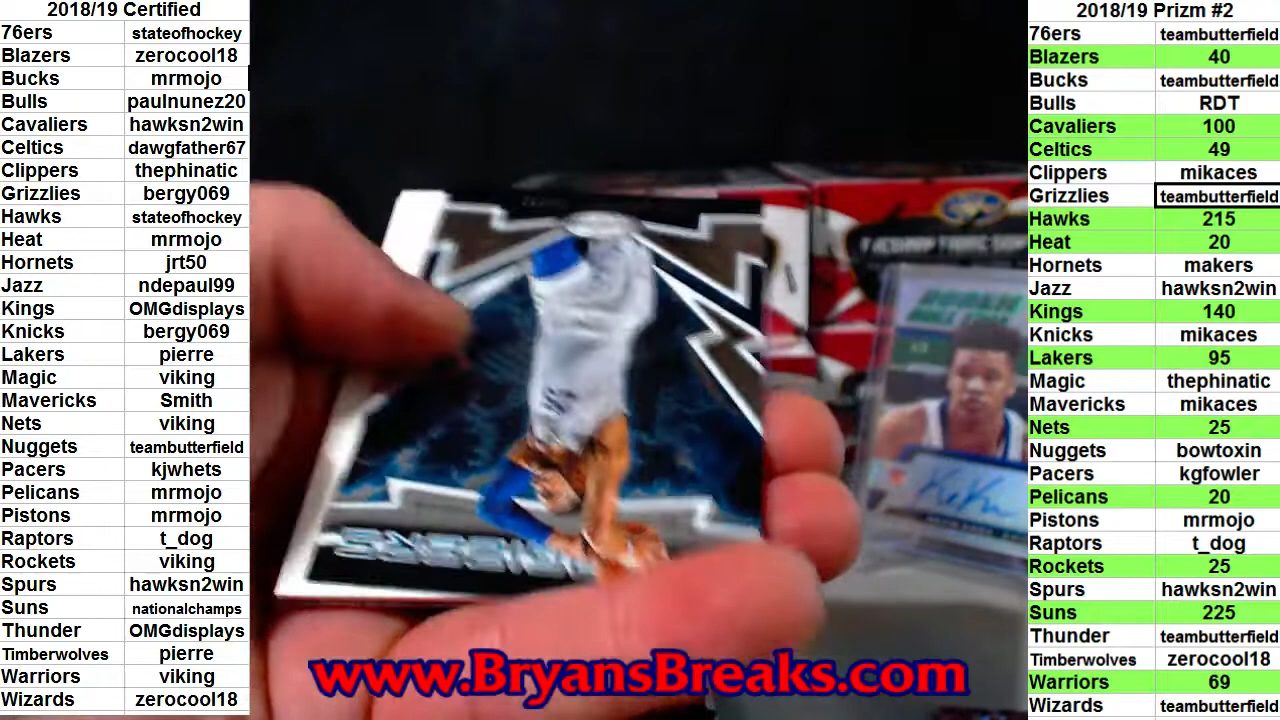 2018/19 Certified
76ers stateofhockey
Blazers zerocool18
Bucks mrmojo
Bulls paulnunez20
Cavaliers hawksn2win
Celtics dawgfather67
Clippers thephinatic
Grizzlies bergy069
Hawks stateofhockey
Heat mrmojo
Hornets jrt50
Jazz ndepaul99
Kings OMGdisplays
Knicks bergy069
Lakers pierre
Magic viking
Mavericks Smith
Nets viking
Nuggets teambutterfield
Pacers kjwhets
Pelicans mrmojo
Pistons mrmojo
Raptors t_dog
Rockets viking
Spurs hawksn2win
Suns nationalchamps
Thunder OMGdisplays
Timberwolves pierre
Warriors viking
Wizards zerocool18
www.BryansBreaks.com
2018/19 Prizm #2
76ers teambutterfield
Blazers 40
Bucks teambutterfield
Bulls RDT
Cavaliers 100
Celtics 49
Clippers mikaces
Grizzlies teambutterfield
Hawks 215
Heat 20
Hornets makers
Jazz hawksn2win
Kings 140
Knicks mikaces
Lakers 95
Magic thephinatic
Mavericks mikaces
Nets 25
Nuggets bowtoxin
Pacers kgfowler
Pelicans 20
Pistons mrmojo
Raptors t_dog
Rockets 25
Spurs hawksn2win
Suns 225
Thunder teambutterfield
Timberwolves zerocool18
Warriors 69
Wizards teambutterfield